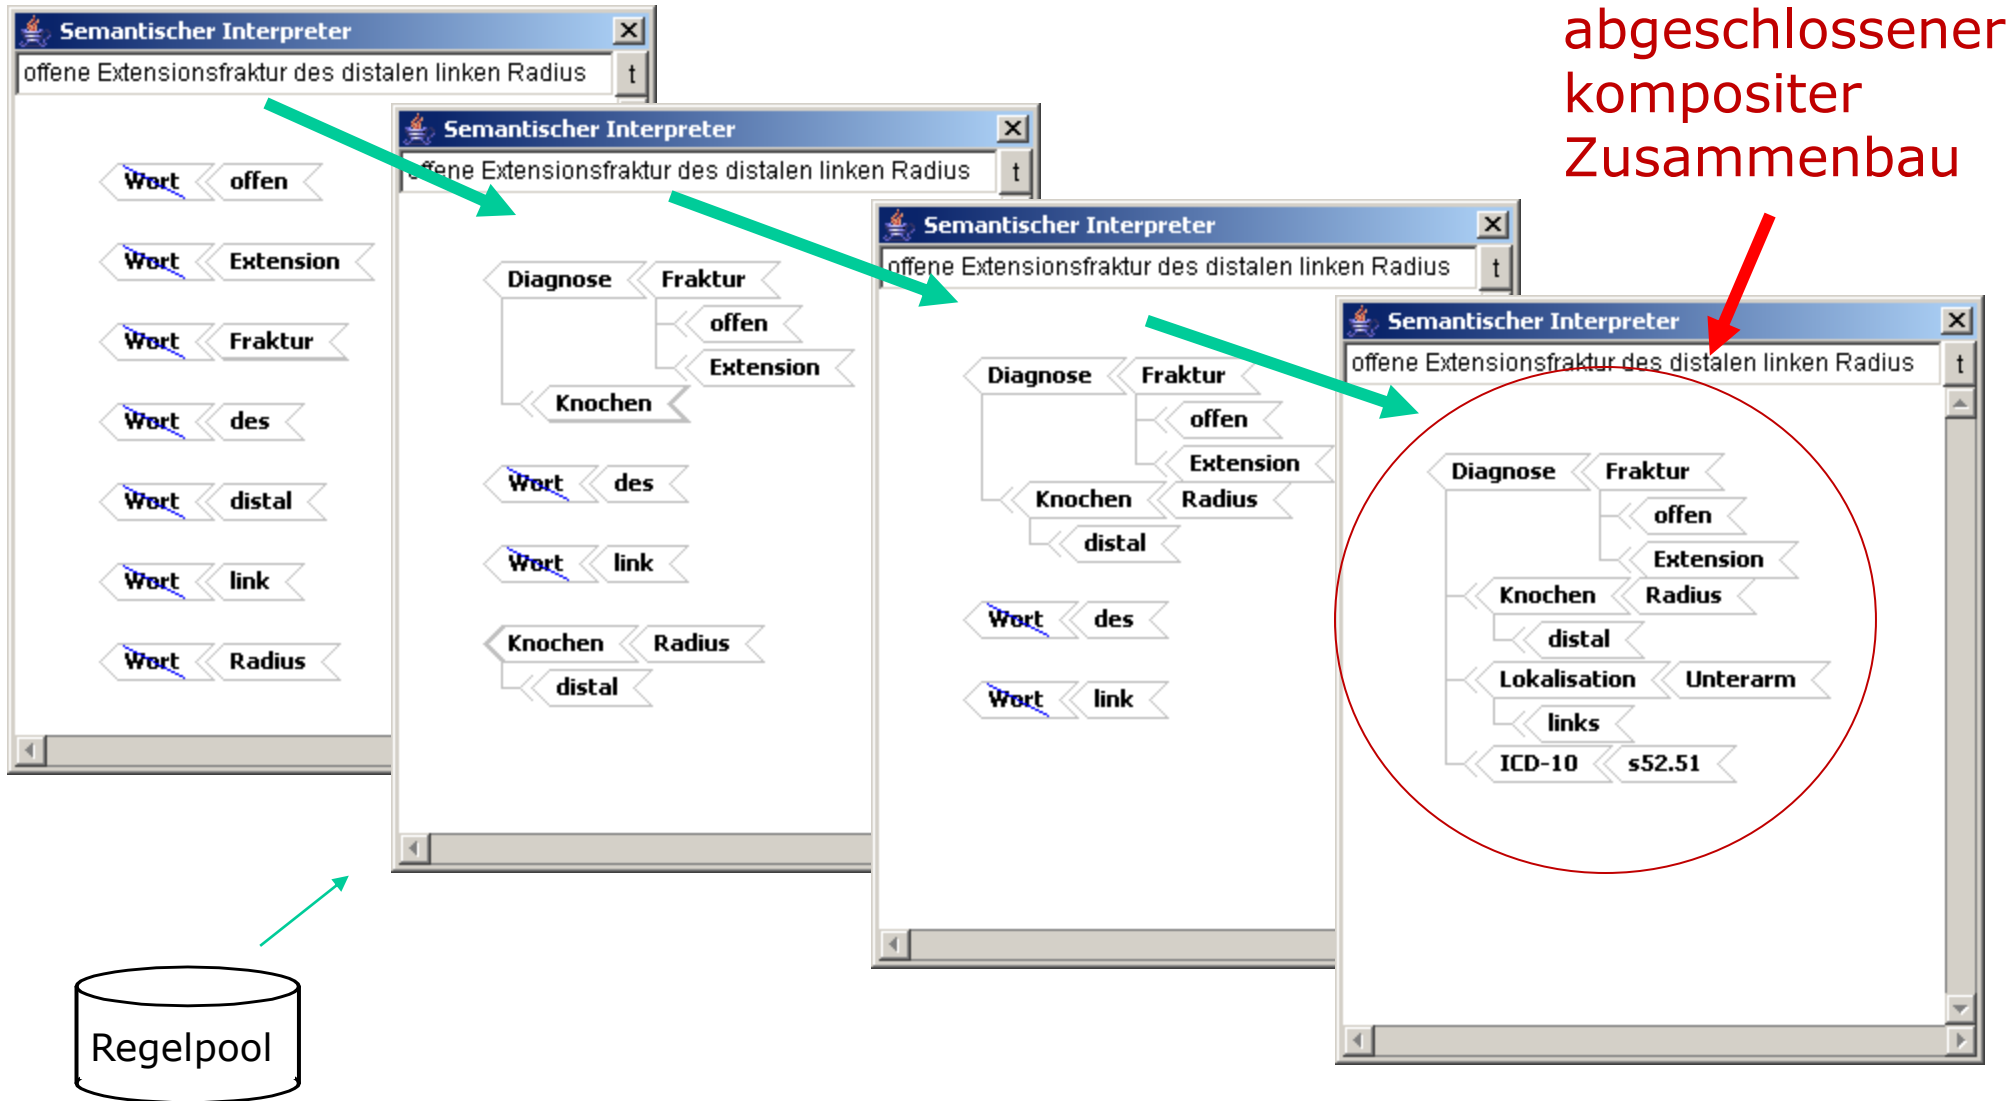 Semantischer Interpreter
offene Extensionsfraktur des distalen linken Radius t
Wort offen
Wort Extension
Wort Fraktur
Wort des
Wort distal
Wort link
Wort Radius
Semantischer Interpreter
offene Extensionsfraktur des distalen linken Radius t
Diagnose Fraktur
offen
Extension
Knochen
Wort des
Wort link
Knochen Radius
distal
Semantischer Interpreter
offene Extensionsfraktur des distalen linken Radius t
Diagnose Fraktur
offen
Extension
Knochen Radius
distal
Wort des
Wort link
abgeschlossener
kompositer
Zusammenbau
Semantischer Interpreter
offene Extensionsfraktur des distalen linken Radius t
Diagnose Fraktur
offen
Extension
Knochen Radius
distal
Lokalisation Unterarm
links
ICD-10 s52.51
Regelpool